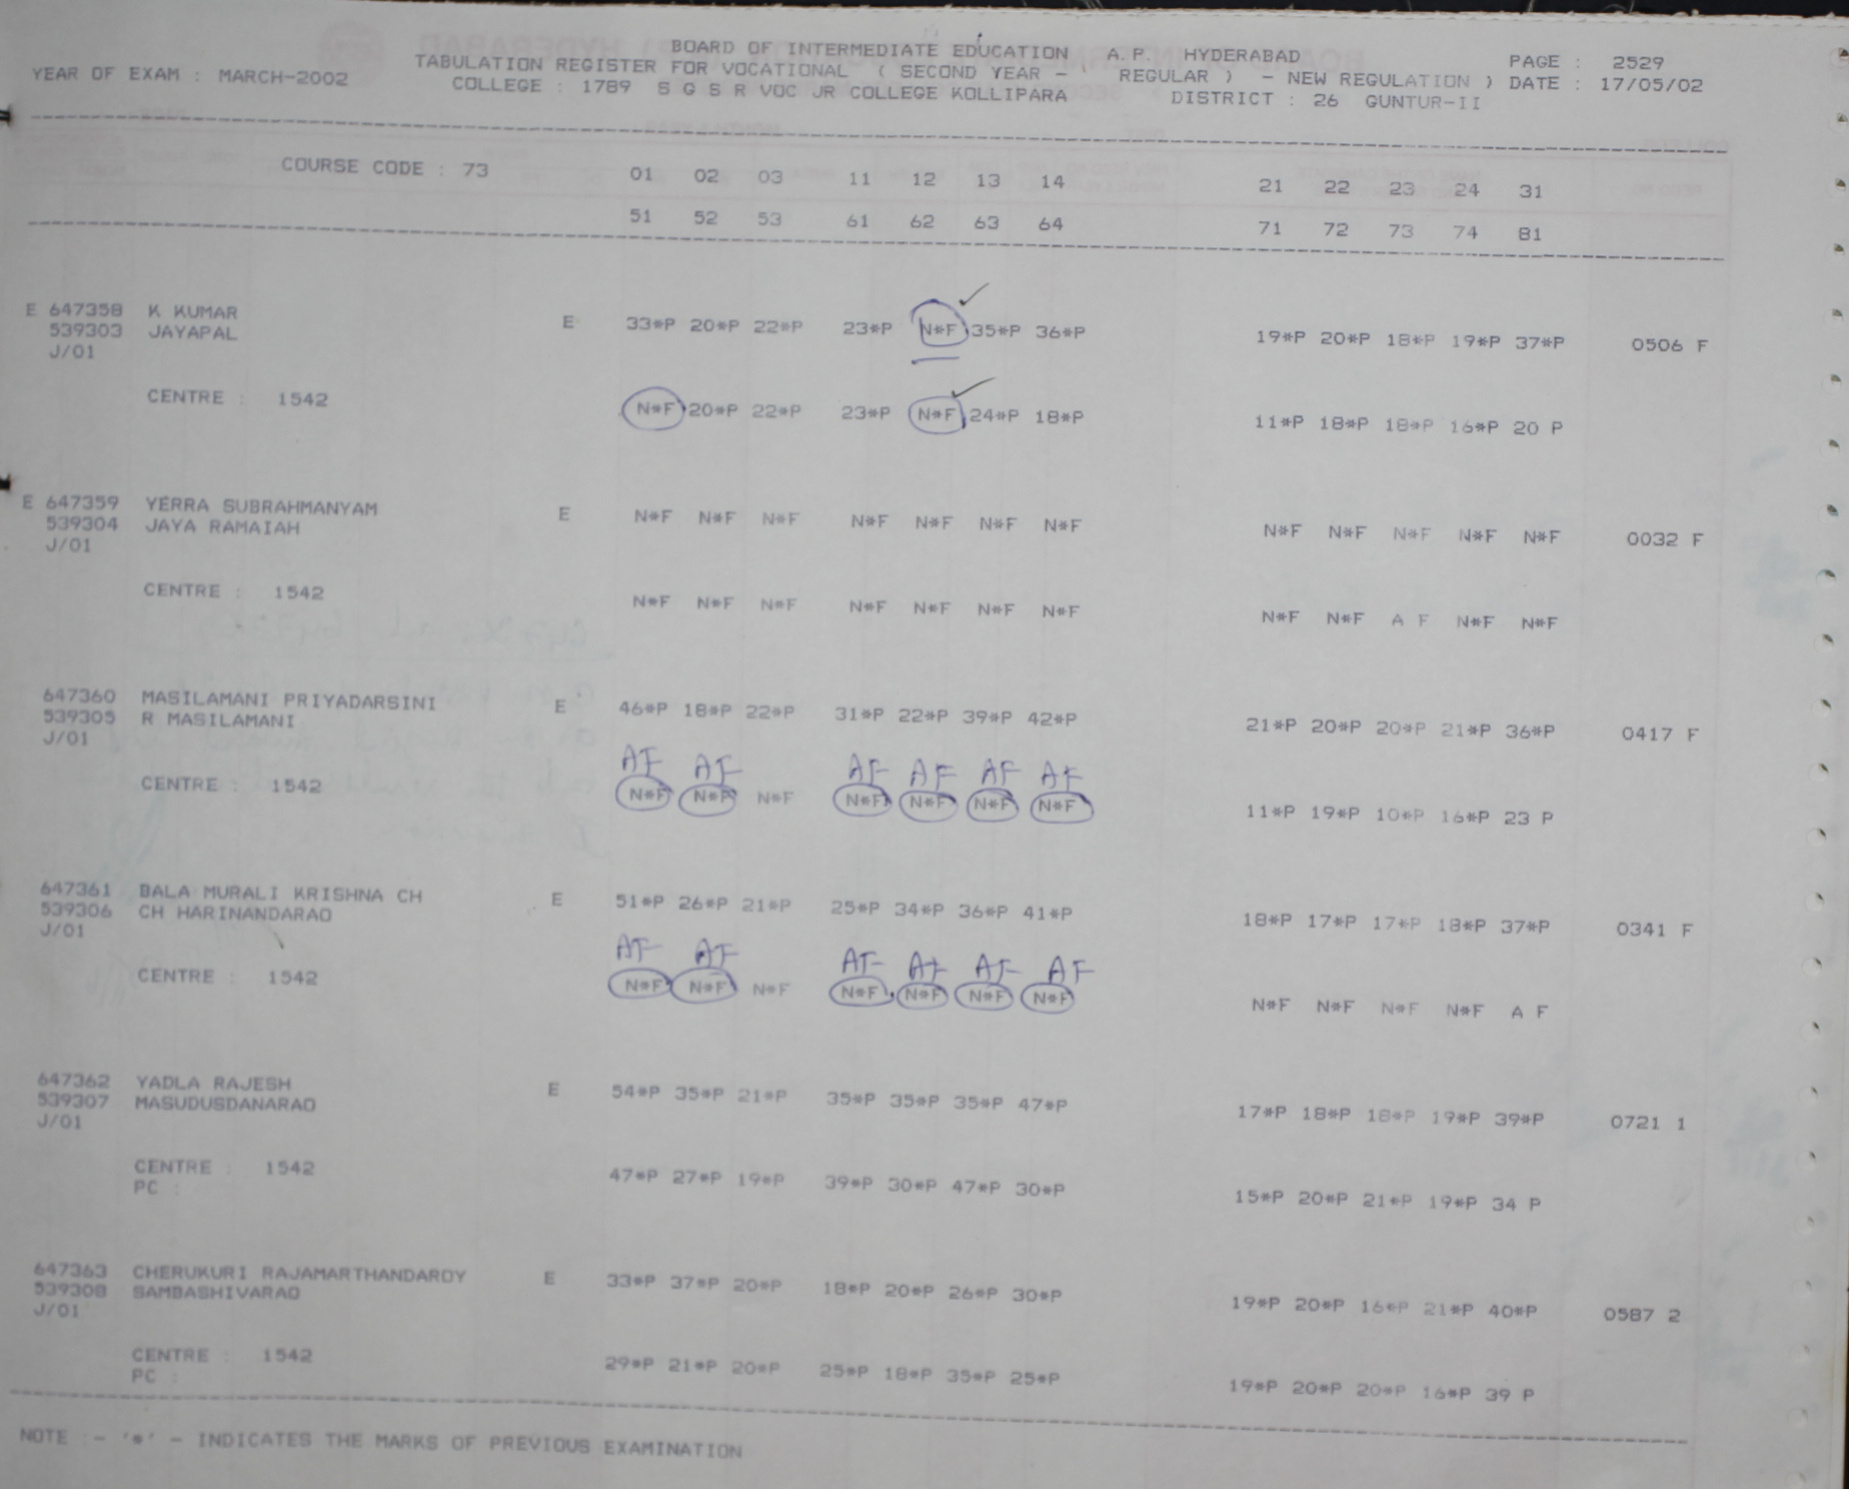 BOARD OF INTERMEDIATE EDUCATION A.P. HYDERABAD PAGE : 2529
YEAR OF EXAM : MARCH-2002 TABULATION REGISTER FOR VOCATIONAL ( SECOND YEAR - REGULAR ) - NEW REGULATION ) DATE : 17/05/02
COLLEGE : 1789 S G S R VOC JR COLLEGE KOLLIPARA DISTRICT : 26 GUNTUR-II
COURSE CODE : 73 01 02 03 11 12 13 14 21 22 23 24 31
51 52 53 61 62 63 64 71 72 73 74 81
E 647358 K KUMAR E 33*P 20*P 22*P 23*P N*F 35*P 36*P 19*P 20*P 18*P 19*P 37*P 0506 F
539303 JAYAPAL
J/01
CENTRE : 1542 N*F 20*P 22*P 23*P N*F 24*P 18*P 11*P 18*P 18*P 16*P 20 P
E 647359 YERRA SUBRAHMANYAM E N*F N*F N*F N*F N*F N*F N*F N*F N*F N*F N*F N*F 0032 F
539304 JAYA RAMAIAH
J/01
CENTRE : 1542 N*F N*F N*F N*F N*F N*F N*F N*F N*F A F N*F N*F
647360 MASILAMANI PRIYADARSINI E 46*P 18*P 22*P 31*P 22*P 39*P 42*P 21*P 20*P 20*P 21*P 36*P 0417 F
539305 R MASILAMANI
J/01
AF AF AF AF AF AF
CENTRE : 1542 N*F N*F N*F N*F N*F N*F N*F 11*P 19*P 10*P 16*P 23 P
647361 BALA MURALI KRISHNA CH E 51*P 26*P 21*P 25*P 34*P 36*P 41*P 18*P 17*P 17*P 18*P 37*P 0341 F
539306 CH HARINANDARAO
J/01
AF AF AF AF AF AF
CENTRE : 1542 N*F N*F N*F N*F N*F N*F N*F N*F N*F N*F N*F A F
647362 YADLA RAJESH E 54*P 35*P 21*P 35*P 35*P 35*P 47*P 17*P 18*P 18*P 19*P 39*P 0721 1
539307 MASUDUSDANARAO
J/01
CENTRE : 1542 47*P 27*P 19*P 39*P 30*P 47*P 30*P 15*P 20*P 21*P 19*P 34 P
PC :
647363 CHERUKURI RAJAMARTHANDAROY E 33*P 37*P 20*P 18*P 20*P 26*P 30*P 19*P 20*P 16*P 21*P 40*P 0587 2
539308 SAMBASHIVARAO
J/01
CENTRE : 1542 29*P 21*P 20*P 25*P 18*P 35*P 25*P 19*P 20*P 20*P 16*P 39 P
PC :
NOTE :- '*' - INDICATES THE MARKS OF PREVIOUS EXAMINATION